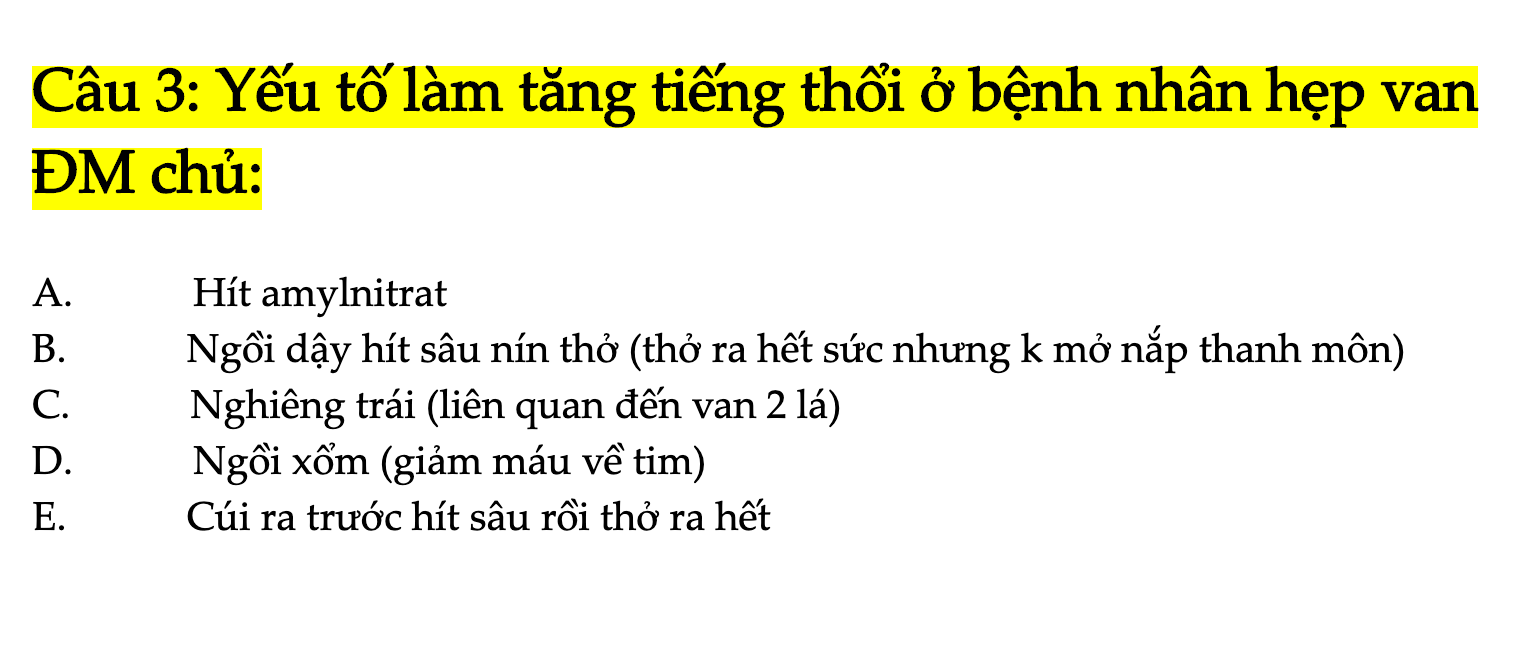 Câu 3: Yếu tố làm tăng tiếng thổi ở bệnh nhân hẹp van
ĐM chủ:
A. Hít amylnitrat
B. Ngồi dậy hít sâu nín thở (thở ra hết sức nhưng k mở nắp thanh môn)
C. Nghiêng trái (liên quan đến van 2 lá)
D. Ngồi xổm (giảm máu về tim)
E. Cúi ra trước hít sâu rồi thở ra hết